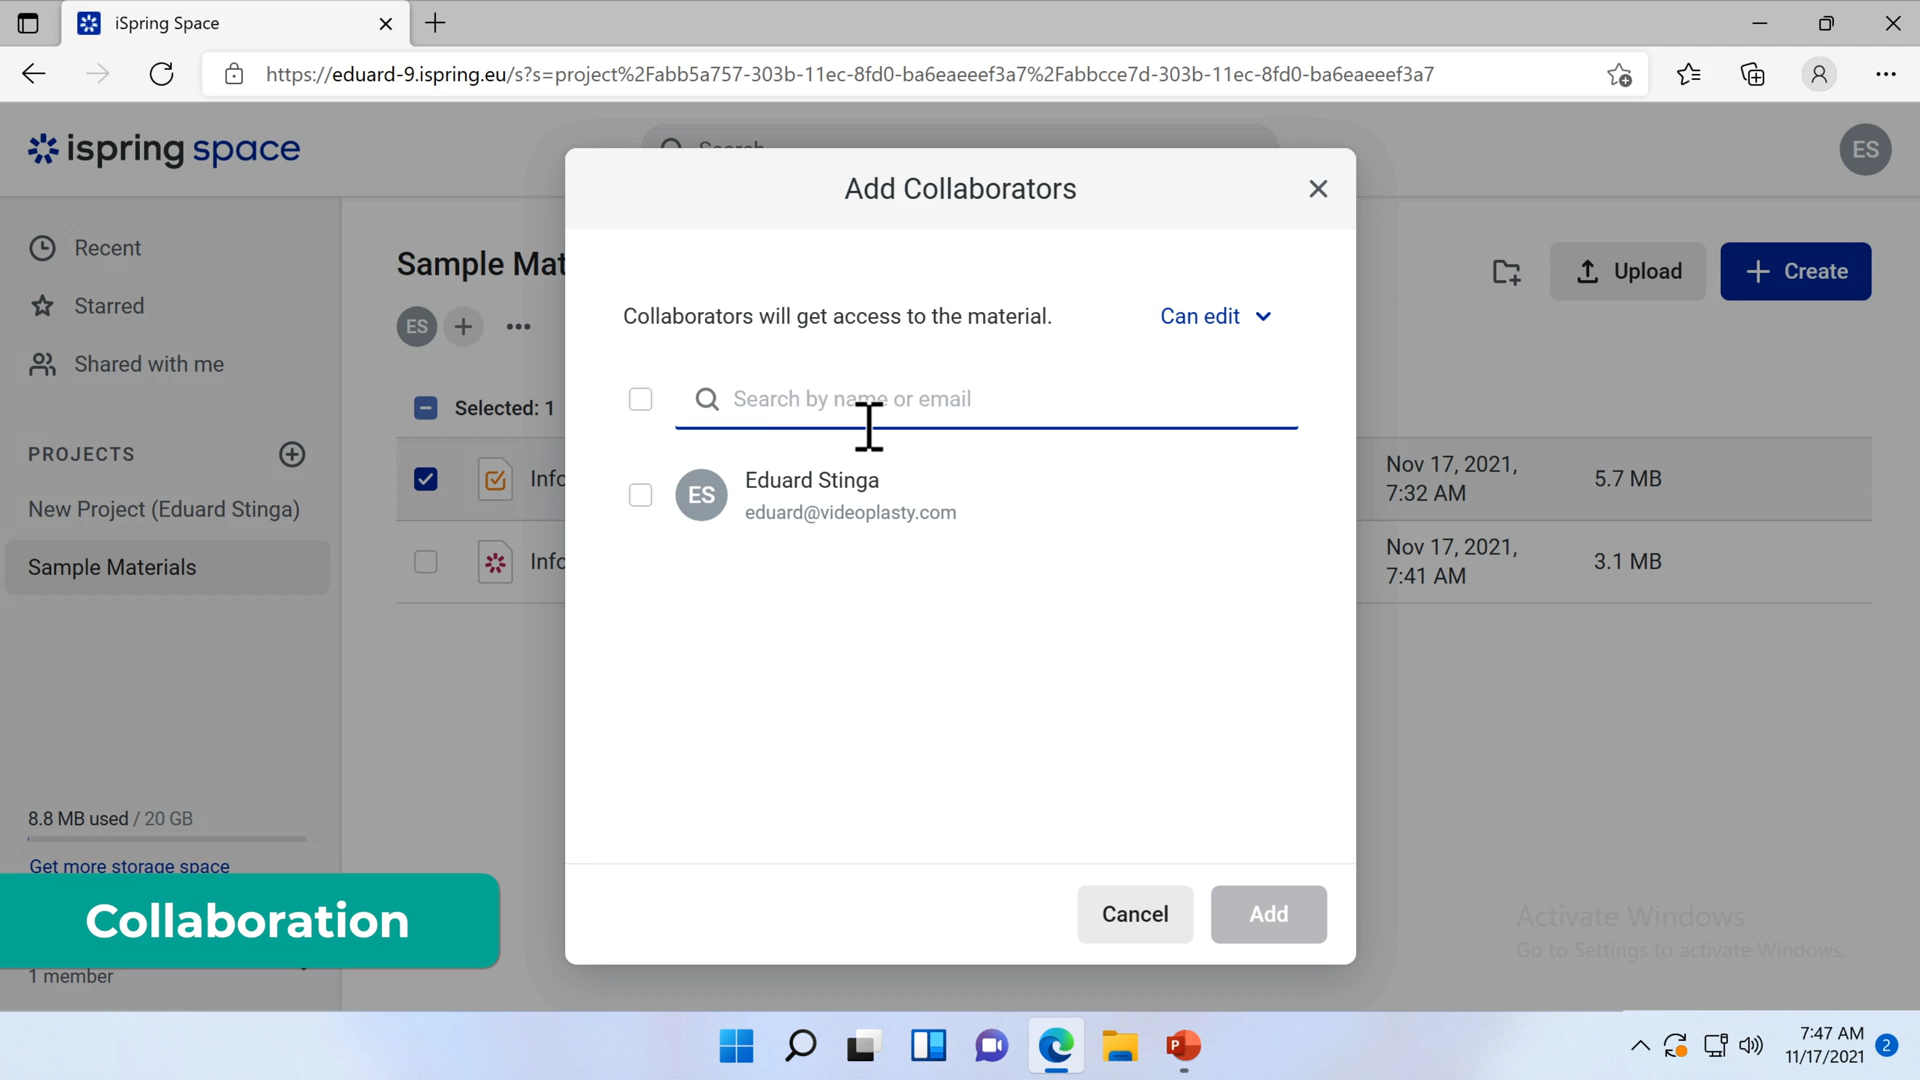 iSpring Space
https://eduard-9.ispring.eu/s?s=project%2Fabb5a757-303b-11ec-8fd0-ba6eaeeef3a7%2Fabbcce7d-303b-11ec-8fd0-ba6eaeeef3a7
ispring space
Search
ES
Add Collaborators
Recent
Starred
Shared with me
PROJECTS
New Project (Eduard Stinga)
Sample Materials
8.8 MB used / 20 GB
Get more storage space
Collaboration
1 member
Sample Mat
Upload
Create
ES
Selected: 1
Info
Nov 17, 2021,
7:32 AM
5.7 MB
Info
Nov 17, 2021,
7:41 AM
3.1 MB
Collaborators will get access to the material.
Can edit
Search by name or email
ES
Eduard Stinga
eduard@videoplasty.com
Cancel
Add
Activate Windows
Go to Settings to activate Windows.
P
7:47 AM
11/17/2021
2